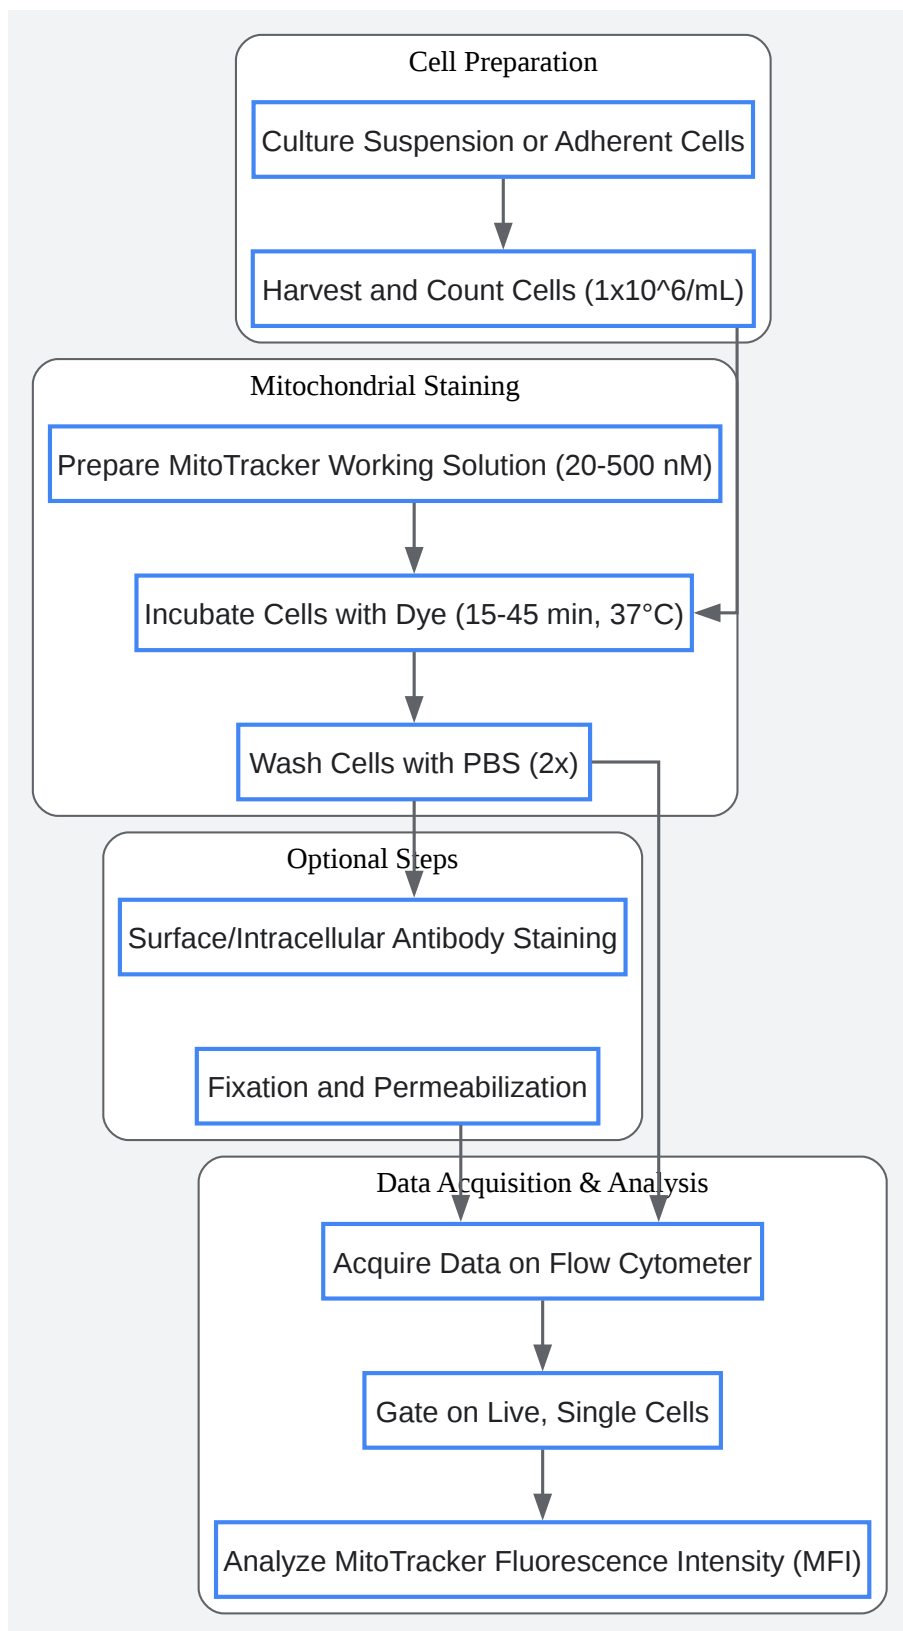 Cell Preparation
Culture Suspension or Adherent Cells
Harvest and Count Cells (1x10^6/mL)
Mitochondrial Staining
Prepare MitoTracker Working Solution (20-500 nM)
Incubate Cells with Dye (15-45 min, 37°C)
Wash Cells with PBS (2x)
Optional Steps
Surface/Intracellular Antibody Staining
Fixation and Permeabilization
Data Acquisition & Analysis
Acquire Data on Flow Cytometer
Gate on Live, Single Cells
Analyze MitoTracker Fluorescence Intensity (MFI)